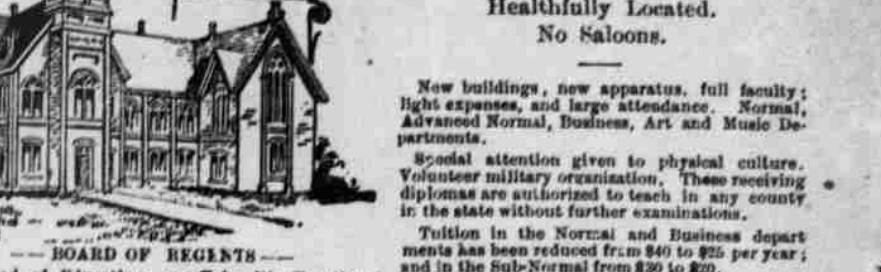 Healthfully Located.
No Saloons.
New buildings, new apparatus, full faculty;
light expenses, and large attendance. Normal,
Advanced Normal, Business, Art and Music De-
partments.
Special attention given to physical culture.
Volunteer military organization. Those receiving
diplomas are authorized to teach in any county
in the state without further examinations.
Tuition in the Normal and Business depart
ments has been reduced from $40 to $25 per year;
and in the Sub-Normal from $30 to $20.
BOARD OF REGENTS